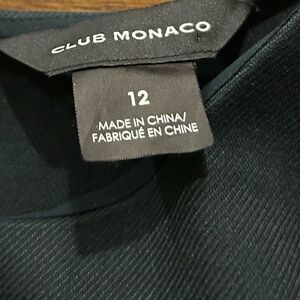 CLUB MONACO
12
MADE IN CHINA/
FABRIQUÉ EN CHINE